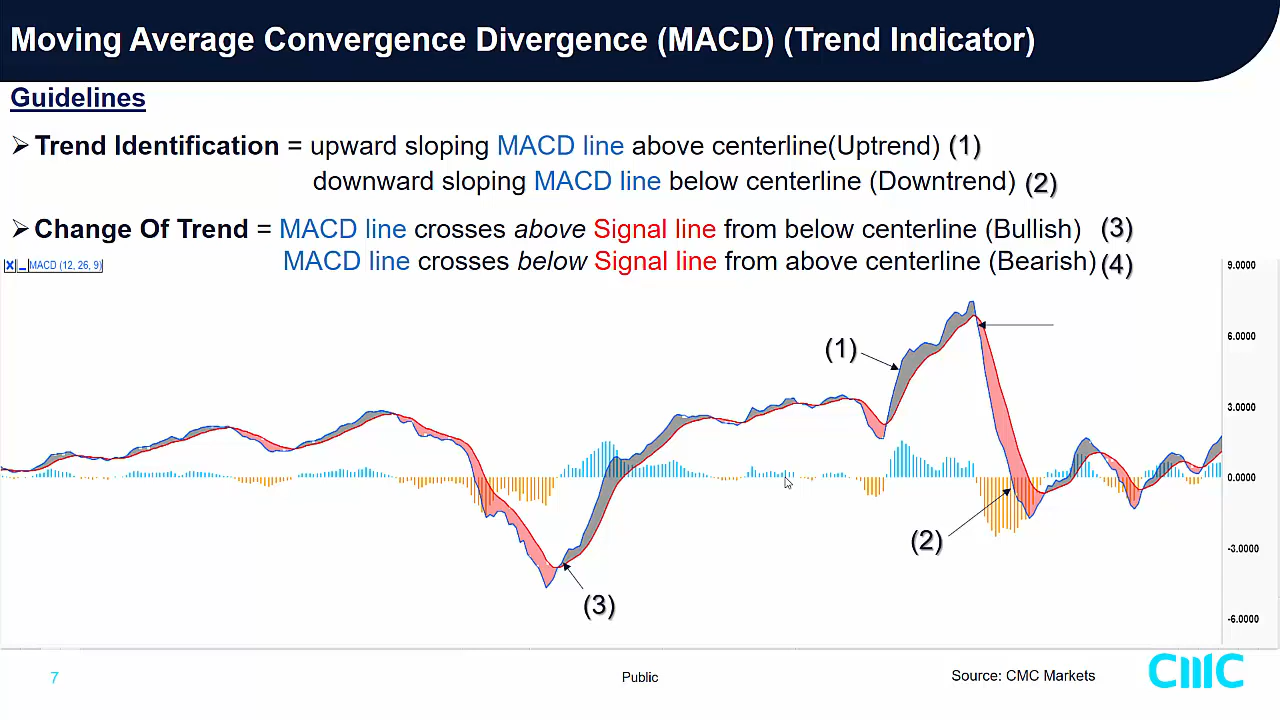 Moving Average Convergence Divergence (MACD) (Trend Indicator)
Guidelines
➢ Trend Identification = upward sloping MACD line above centerline(Uptrend) (1)
downward sloping MACD line below centerline (Downtrend) (2)
➢ Change Of Trend = MACD line crosses above Signal line from below centerline (Bullish) (3)
MACD line crosses below Signal line from above centerline (Bearish) (4)
MACD (12, 26, 9)
9.0000
6.0000
(1)
3.0000
0.0000
(2)
-3.0000
(3)
-6.0000
7
Public
Source: CMC Markets
CMC